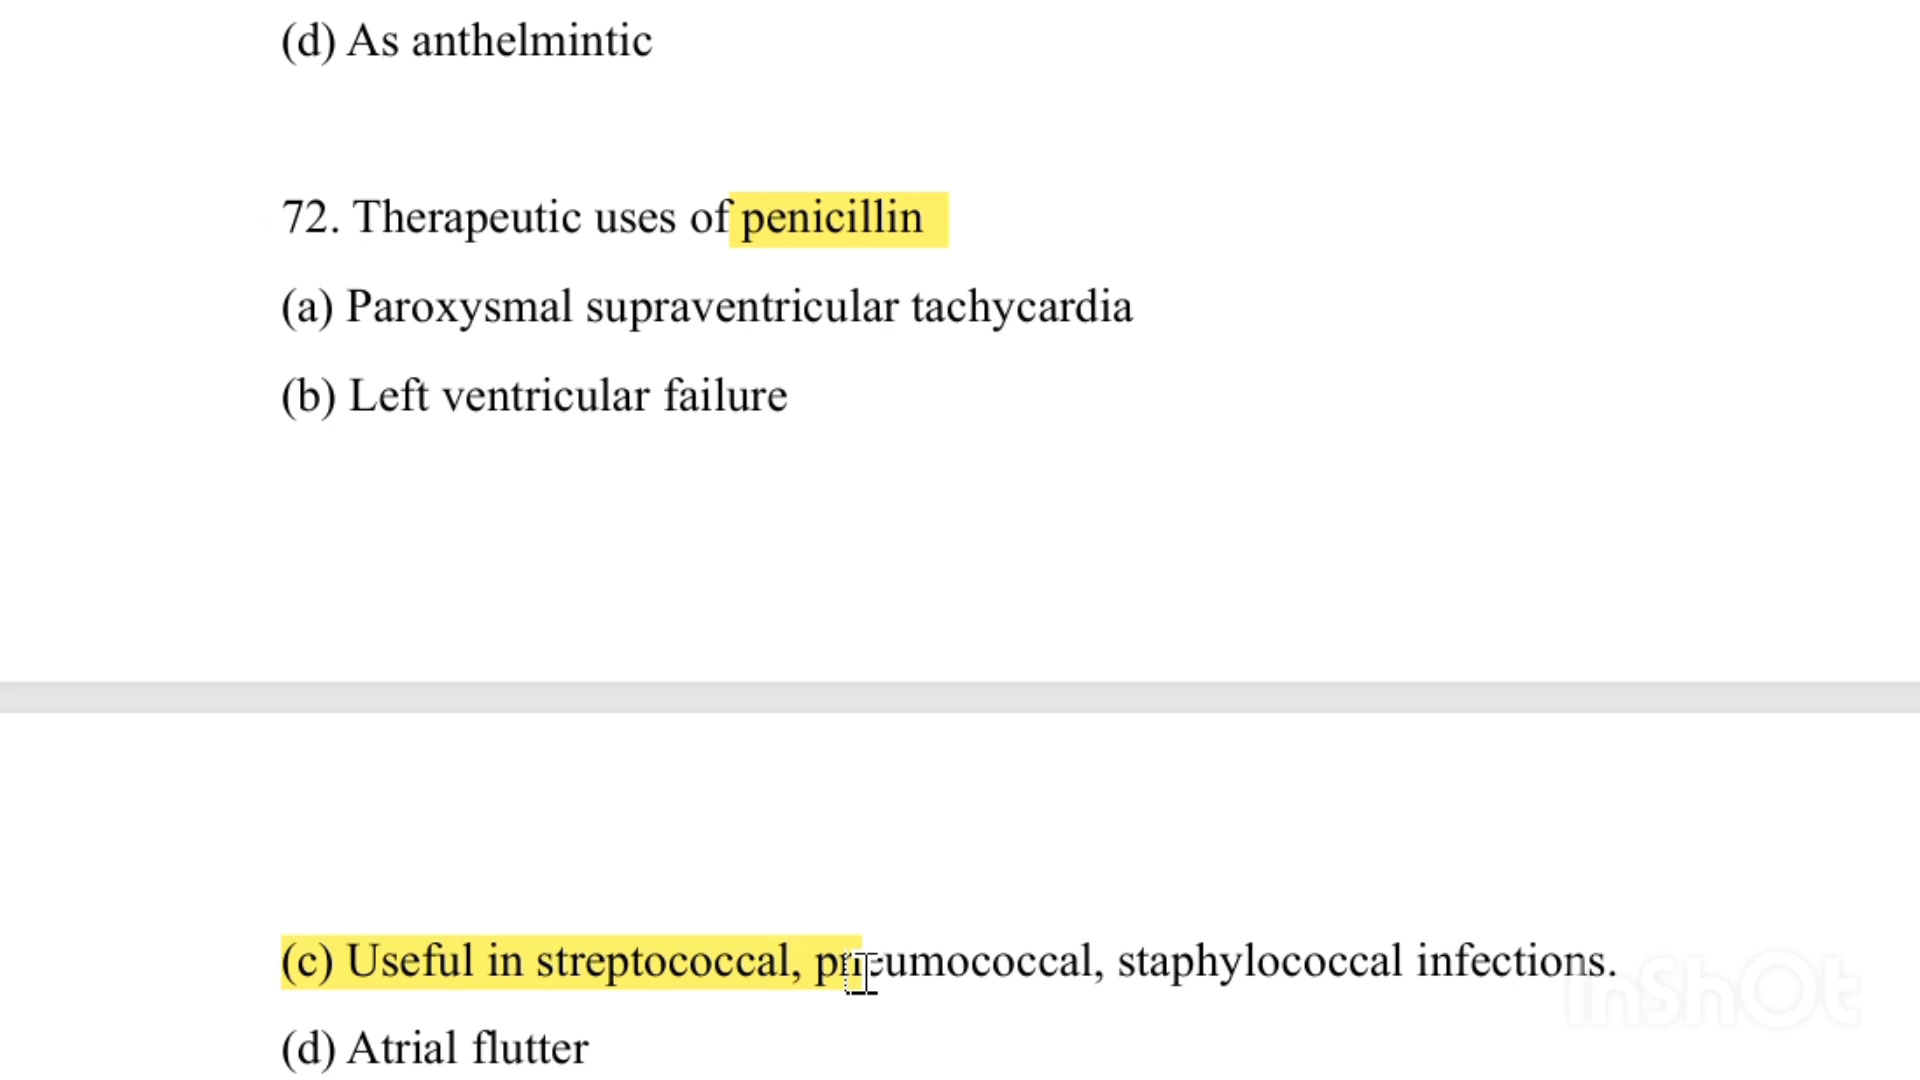 (d) As anthelmintic
72. Therapeutic uses of penicillin
(a) Paroxysmal supraventricular tachycardia
(b) Left ventricular failure
(c) Useful in streptococcal, pneumococcal, staphylococcal infections.
InShOt
(d) Atrial flutter